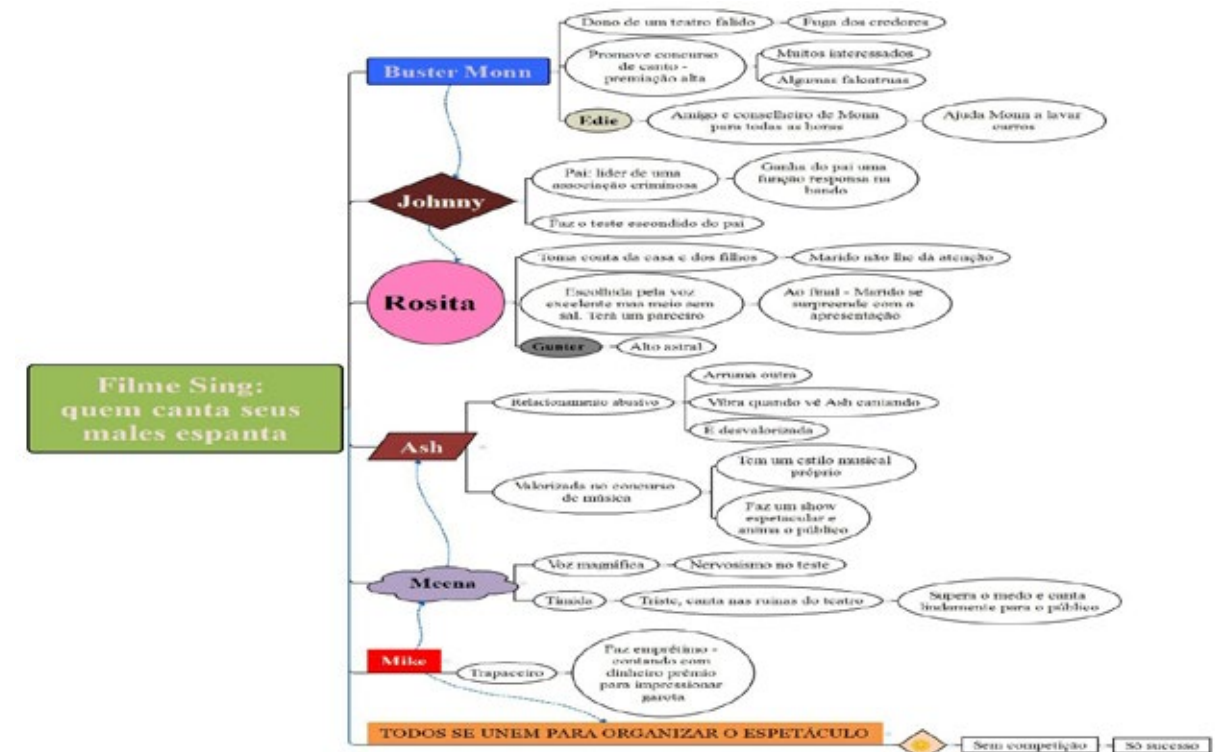 Filme Sing:
quem canta seus
males espanta
Buster Monn
Dono de um teatro falido
Fuga dos credores
Promove concurso
de canto -
premiação alta
Muitos interessados
Algumas falcatruas
Edie
Amigo e conselheiro de Monn
para todas as horas
Ajuda Monn a lavar
carros
Johnny
Pai: líder de uma
associação criminosa
Ganha do pai uma
função responsa na
bando
Faz o teste escondido do pai
Rosita
Toma conta da casa e dos filhos
Marido não lhe dá atenção
Escolhida pela voz
excelente mas meio sem
sal. Terá um parceiro
Ao final - Marido se
surpreende com a
apresentação
Gunter
Alto astral
Ash
Relacionamento abusivo
Arruma outra
Vibra quando vê Ash cantando
É desvalorizada
Valorizada no concurso
de música
Tem um estilo musical
próprio
Faz um show
espetacular e
anima o público
Meena
Voz magnífica
Nervosismo no teste
Tímida
Triste, canta nas ruínas do teatro
Supera o medo e canta
lindamente para o público
Mike
Trapaceiro
Faz emprétimo -
contando com
dinheiro prêmio
para impressionar
garota
TODOS SE UNEM PARA ORGANIZAR O ESPETÁCULO
Sem competição
Só sucesso